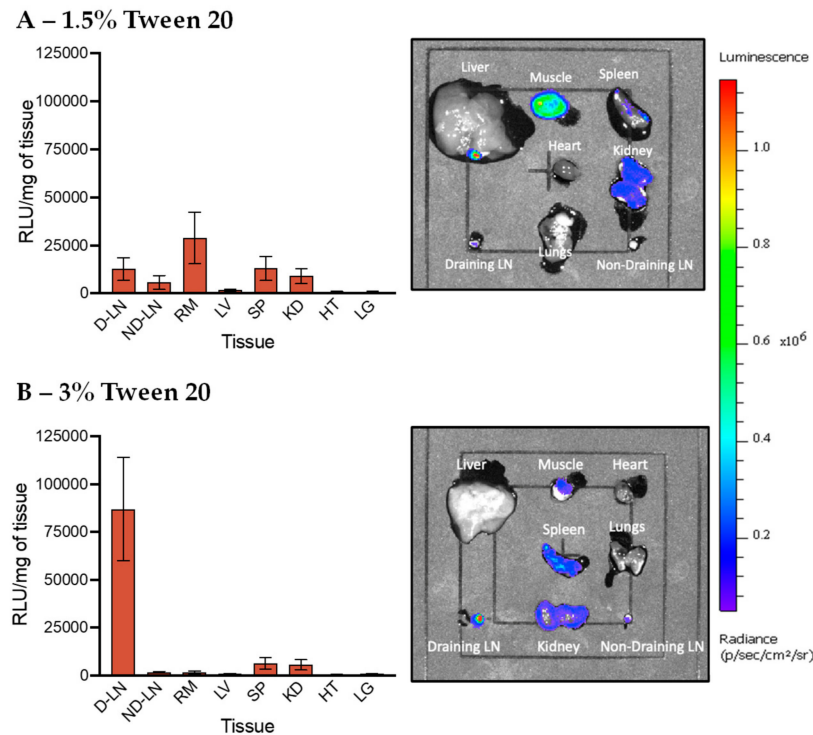 A – 1.5% Tween 20
125000
100000
75000
50000
25000
0
RLU/mg of tissue
D-LN
ND-LN
RM
LV
SP
KD
HT
LG
Tissue
Liver
Muscle
Spleen
Heart
Kidney
Draining LN
Lungs
Non-Draining LN
Luminescence
1.0
0.8
0.6
x10⁶
0.4
0.2
Radiance
(p/sec/cm²/sr)
B – 3% Tween 20
125000
100000
75000
50000
25000
0
RLU/mg of tissue
D-LN
ND-LN
RM
LV
SP
KD
HT
LG
Tissue
Liver
Muscle
Heart
Spleen
Lungs
Draining LN
Kidney
Non-Draining LN